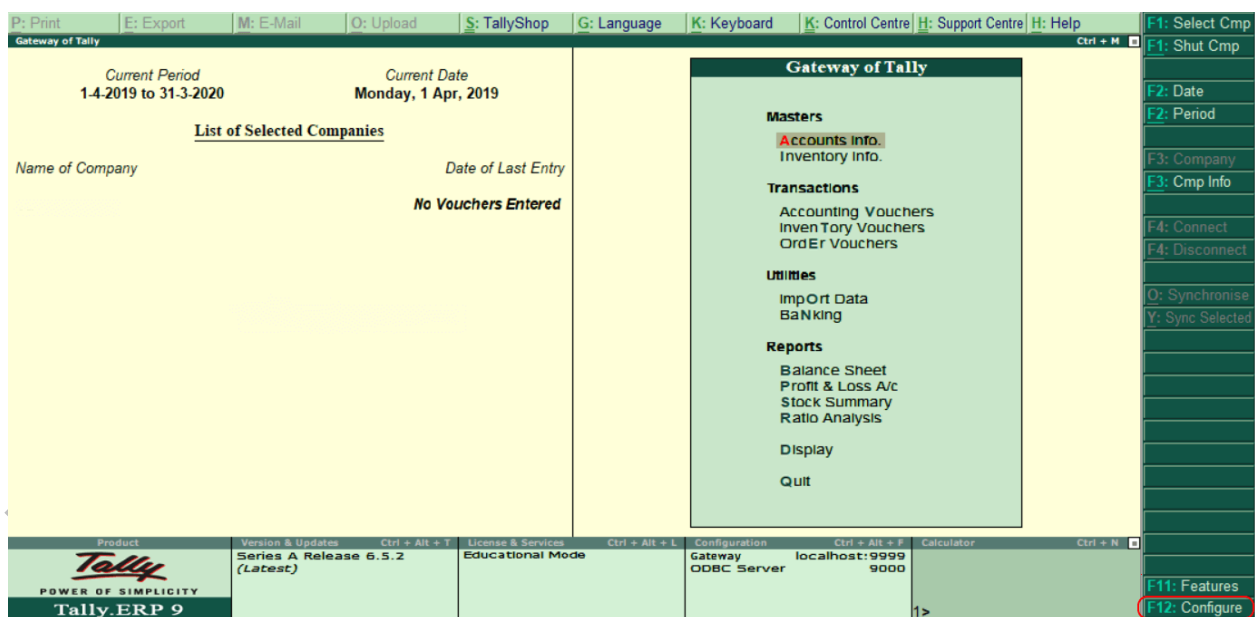 P: Print E: Export M: E-Mail O: Upload S: TallyShop G: Language K: Keyboard K: Control Centre H: Support Centre H: Help
Gateway of Tally Ctrl + M
Current Period Current Date
1-4-2019 to 31-3-2020 Monday, 1 Apr, 2019
List of Selected Companies
Name of Company Date of Last Entry
No Vouchers Entered
Gateway of Tally
Masters
Accounts Info.
Inventory Info.
Transactions
Accounting Vouchers
InvenTory Vouchers
OrdEr Vouchers
Utilities
ImpOrt Data
BaNking
Reports
Balance Sheet
Profit & Loss A/c
Stock Summary
Ratio Analysis
Display
Quit
F1: Select Cmp
F1: Shut Cmp
F2: Date
F2: Period
F3: Company
F3: Cmp Info
F4: Connect
F4: Disconnect
O: Synchronise
Y: Sync Selected
F11: Features
F12: Configure
Product
Tally
POWER OF SIMPLICITY
Tally.ERP 9
Version & Updates Ctrl + Alt + T
Series A Release 6.5.2
(Latest)
License & Services Ctrl + Alt + L
Educational Mode
Configuration Ctrl + Alt + F
Gateway localhost:9999
ODBC Server 9000
Calculator Ctrl + N
1>